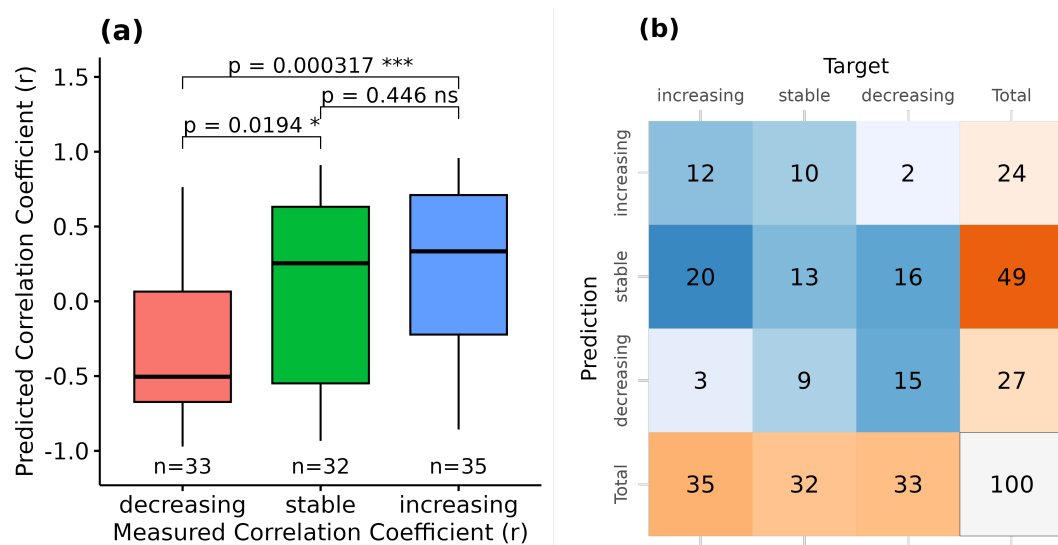 (a)
Predicted Correlation Coefficient (r)
1.5
1.0
0.5
0.0
-0.5
-1.0
p = 0.000317 ***
p = 0.446 ns
p = 0.0194 *
n=33 n=32 n=35
decreasing stable increasing
Measured Correlation Coefficient (r)
(b)
Target
increasing stable decreasing Total
Prediction
increasing 12 10 2 24
stable 20 13 16 49
decreasing 3 9 15 27
Total 35 32 33 100